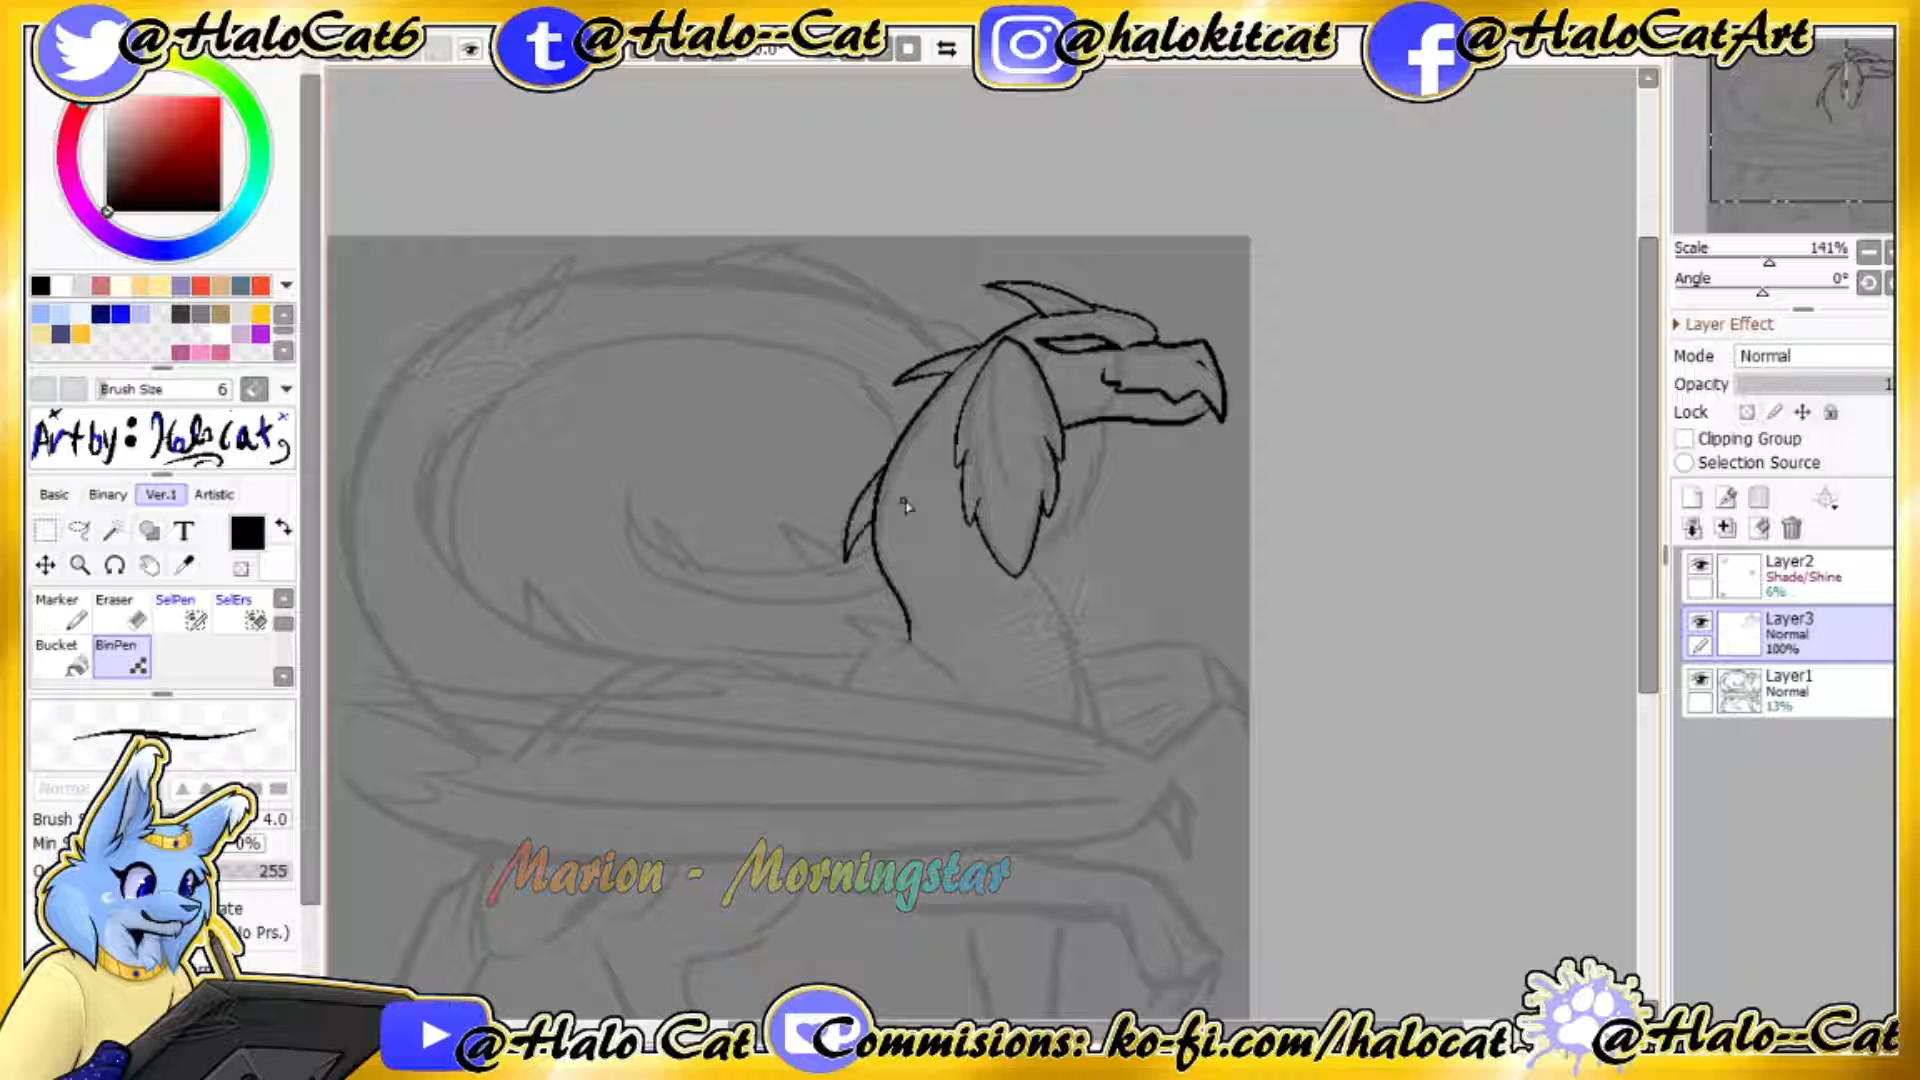 @HaloCat6
@Halo--Cat
@halokitcat
@HaloCatArt
Scale 141%
Angle 0°
Layer Effect
Mode Normal
Opacity
Lock
Clipping Group
Selection Source
Layer2
Shade/Shine
6%
Layer3
Normal
100%
Layer1
Normal
13%
Brush Size 6
Art by: Halocat
Basic Binary Ver.1 Artistic
T
Marker Eraser SelPen SelErs
Bucket BinPen
Brush 4.0
Min 0%
255
No Prs.)
Marion - Morningstar
@Halo Cat
Commisions: ko-fi.com/halocat
@Halo--Cat